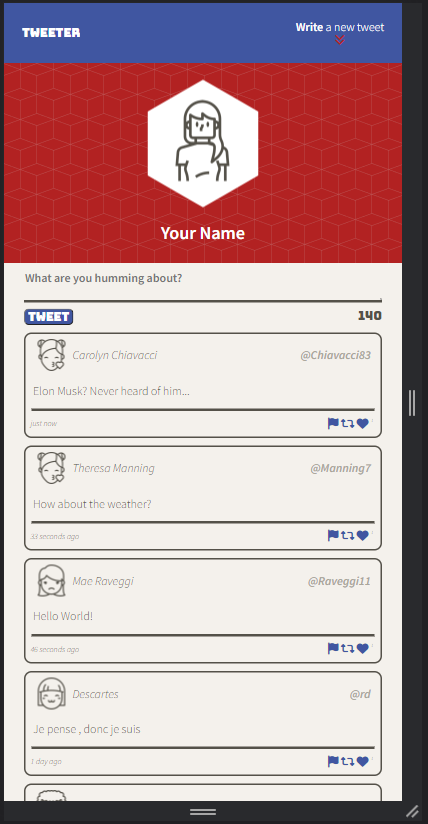 TWEETER
Write a new tweet
Your Name
What are you humming about?
TWEET 140
Carolyn Chiavacci @Chiavacci83
Elon Musk? Never heard of him...
just now
Theresa Manning @Manning7
How about the weather?
33 seconds ago
Mae Raveggi @Raveggi11
Hello World!
46 seconds ago
Descartes @rd
Je pense , donc je suis
1 day ago